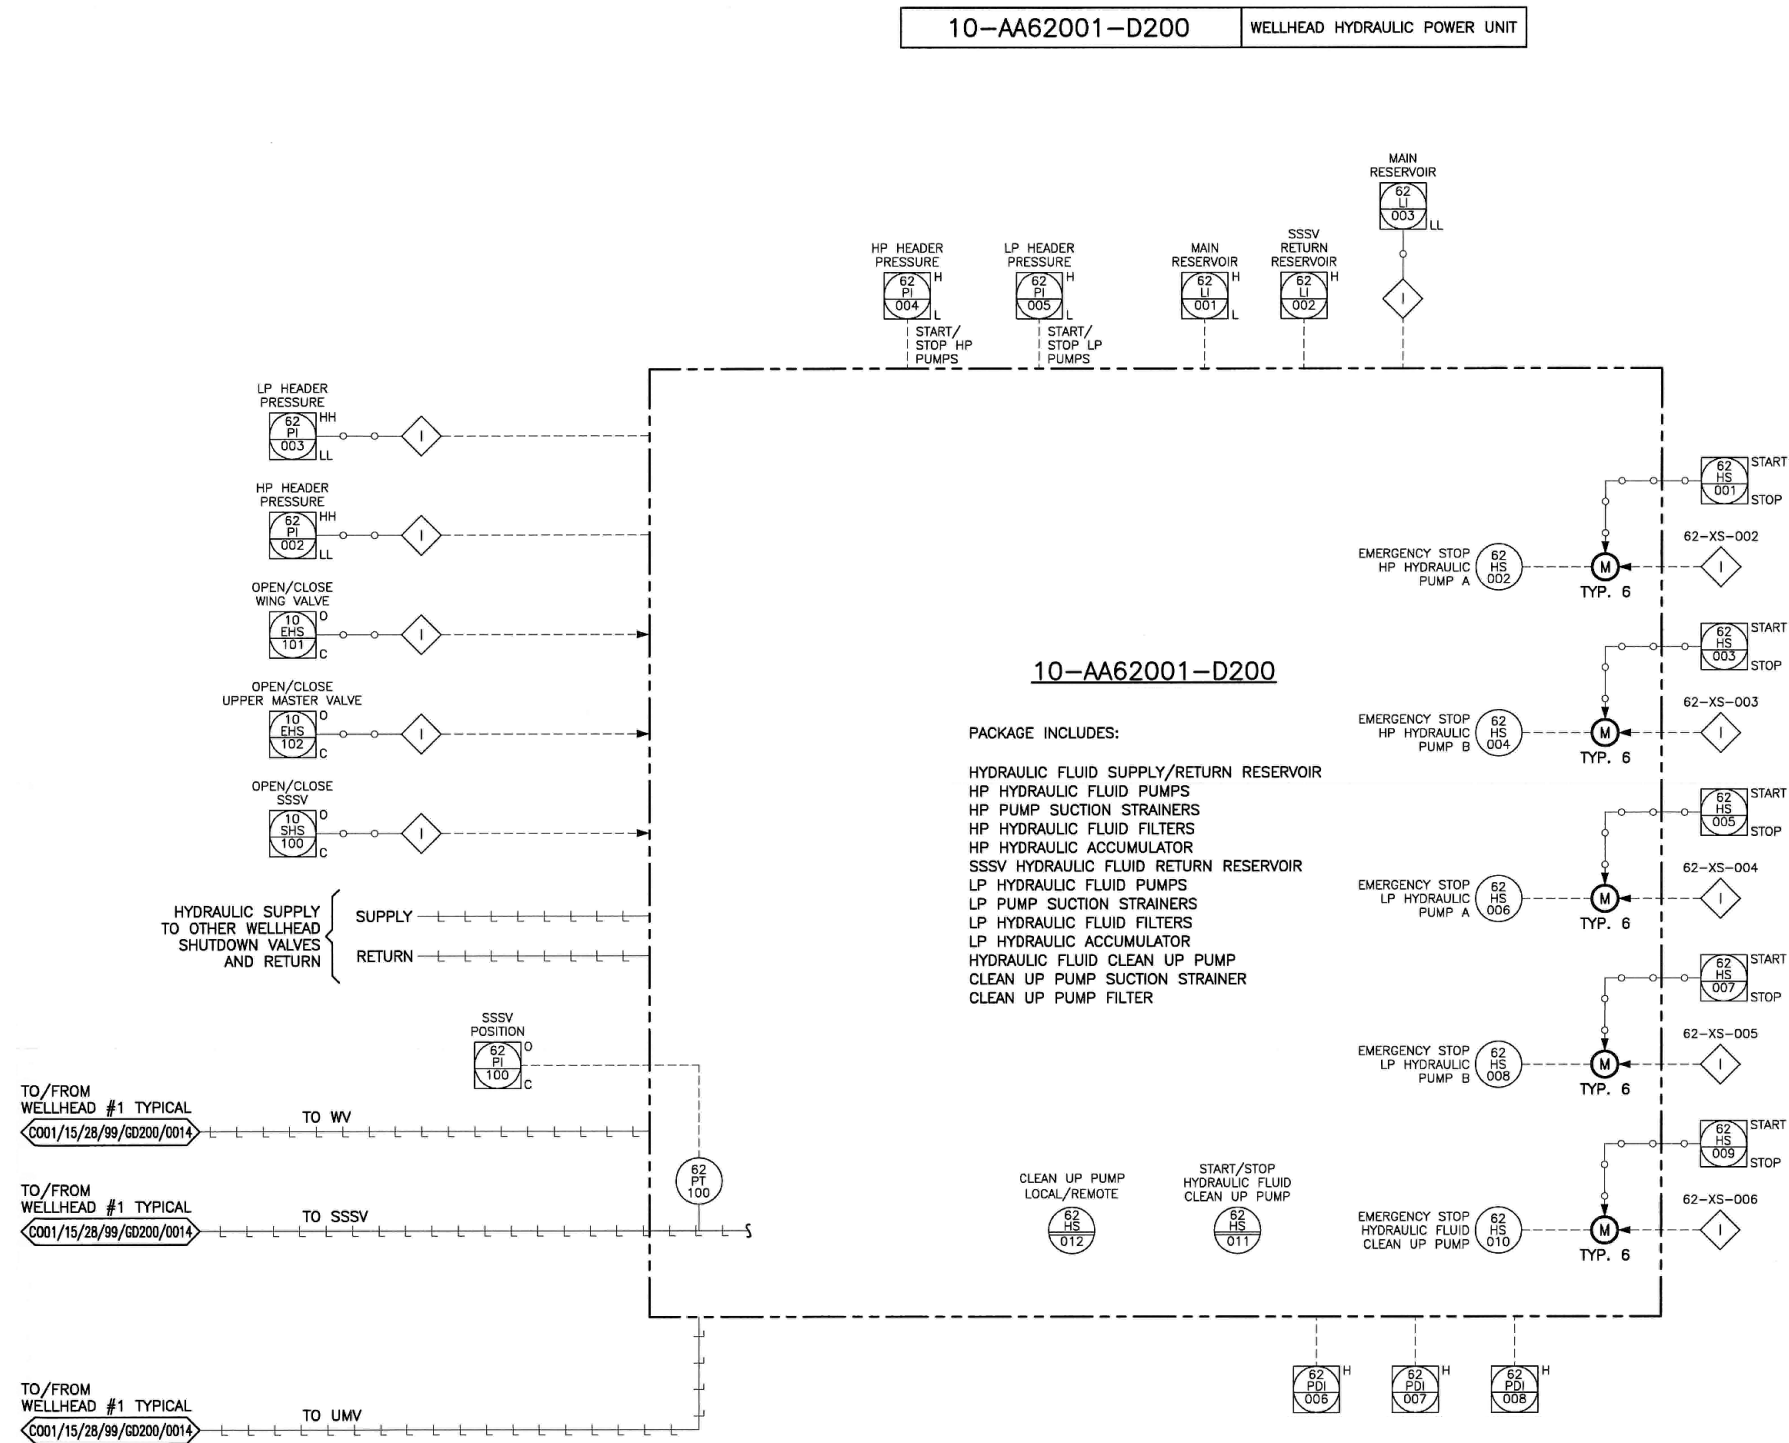 10-AA62001-D200
WELLHEAD HYDRAULIC POWER UNIT
MAIN
RESERVOIR
62
LI
003
LL
I
HP HEADER
PRESSURE
62
PI
004
H
L
START/
STOP HP
PUMPS
LP HEADER
PRESSURE
62
PI
005
H
L
START/
STOP LP
PUMPS
MAIN
RESERVOIR
62
LI
001
H
L
SSSV
RETURN
RESERVOIR
62
LI
002
H
LP HEADER
PRESSURE
62
PI
003
HH
LL
I
HP HEADER
PRESSURE
62
PI
002
HH
LL
I
OPEN/CLOSE
WING VALVE
10
EHS
101
O
C
I
OPEN/CLOSE
UPPER MASTER VALVE
10
EHS
102
O
C
I
OPEN/CLOSE
SSSV
10
SHS
100
O
C
I
HYDRAULIC SUPPLY
TO OTHER WELLHEAD
SHUTDOWN VALVES
AND RETURN
SUPPLY
RETURN
SSSV
POSITION
62
PI
100
O
C
62
PT
100
TO/FROM
WELLHEAD #1 TYPICAL
C001/15/28/99/GD200/0014
TO WV
TO/FROM
WELLHEAD #1 TYPICAL
C001/15/28/99/GD200/0014
TO SSSV
TO/FROM
WELLHEAD #1 TYPICAL
C001/15/28/99/GD200/0014
TO UMV
10-AA62001-D200
PACKAGE INCLUDES:
HYDRAULIC FLUID SUPPLY/RETURN RESERVOIR
HP HYDRAULIC FLUID PUMPS
HP PUMP SUCTION STRAINERS
HP HYDRAULIC FLUID FILTERS
HP HYDRAULIC ACCUMULATOR
SSSV HYDRAULIC FLUID RETURN RESERVOIR
LP HYDRAULIC FLUID PUMPS
LP PUMP SUCTION STRAINERS
LP HYDRAULIC FLUID FILTERS
LP HYDRAULIC ACCUMULATOR
HYDRAULIC FLUID CLEAN UP PUMP
CLEAN UP PUMP SUCTION STRAINER
CLEAN UP PUMP FILTER
CLEAN UP PUMP
LOCAL/REMOTE
62
HS
012
START/STOP
HYDRAULIC FLUID
CLEAN UP PUMP
62
HS
011
62
HS
001
START
STOP
EMERGENCY STOP
HP HYDRAULIC
PUMP A
62
HS
002
M
TYP. 6
62-XS-002
I
62
HS
003
START
STOP
EMERGENCY STOP
HP HYDRAULIC
PUMP B
62
HS
004
M
TYP. 6
62-XS-003
I
62
HS
005
START
STOP
EMERGENCY STOP
LP HYDRAULIC
PUMP A
62
HS
006
M
TYP. 6
62-XS-004
I
62
HS
007
START
STOP
EMERGENCY STOP
LP HYDRAULIC
PUMP B
62
HS
008
M
TYP. 6
62-XS-005
I
62
HS
009
START
STOP
EMERGENCY STOP
HYDRAULIC FLUID
CLEAN UP PUMP
62
HS
010
M
TYP. 6
62-XS-006
I
62
PDI
006
H
62
PDI
007
H
62
PDI
008
H